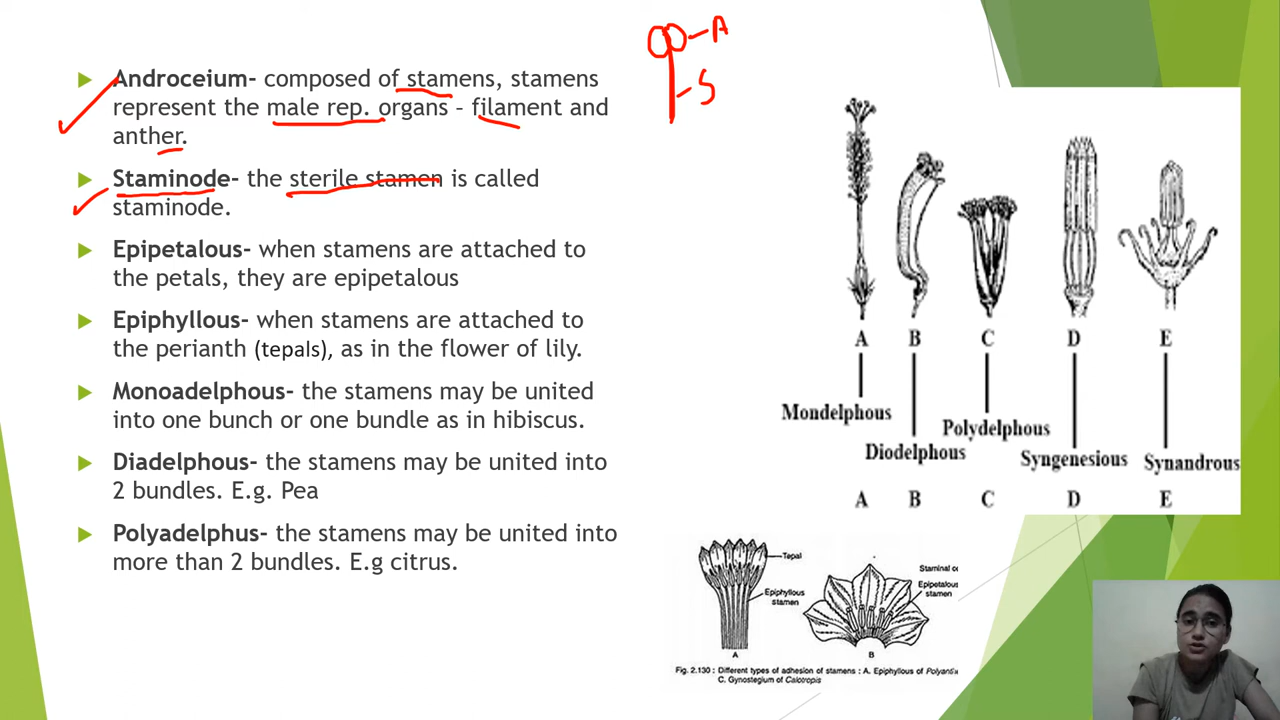 Androceium- composed of stamens, stamens
represent the male rep. organs – filament and
anther.
Staminode- the sterile stamen is called
staminode.
Epipetalous- when stamens are attached to
the petals, they are epipetalous
Epiphyllous- when stamens are attached to
the perianth (tepals), as in the flower of lily.
Monoadelphous- the stamens may be united
into one bunch or one bundle as in hibiscus.
Diadelphous- the stamens may be united into
2 bundles. E.g. Pea
Polyadelphus- the stamens may be united into
more than 2 bundles. E.g citrus.
A
S
A B C D E
Mondelphous
Diodelphous
Polydelphous
Syngenesious
Synandrous
A B C D E
Tepal
Epiphyllous
stamen
A
Staminal
Epipetalous
stamen
B
Fig. 2.130 : Different types of adhesion of stamens : A. Epiphyllous of
C. Gynostegium of Calotropis